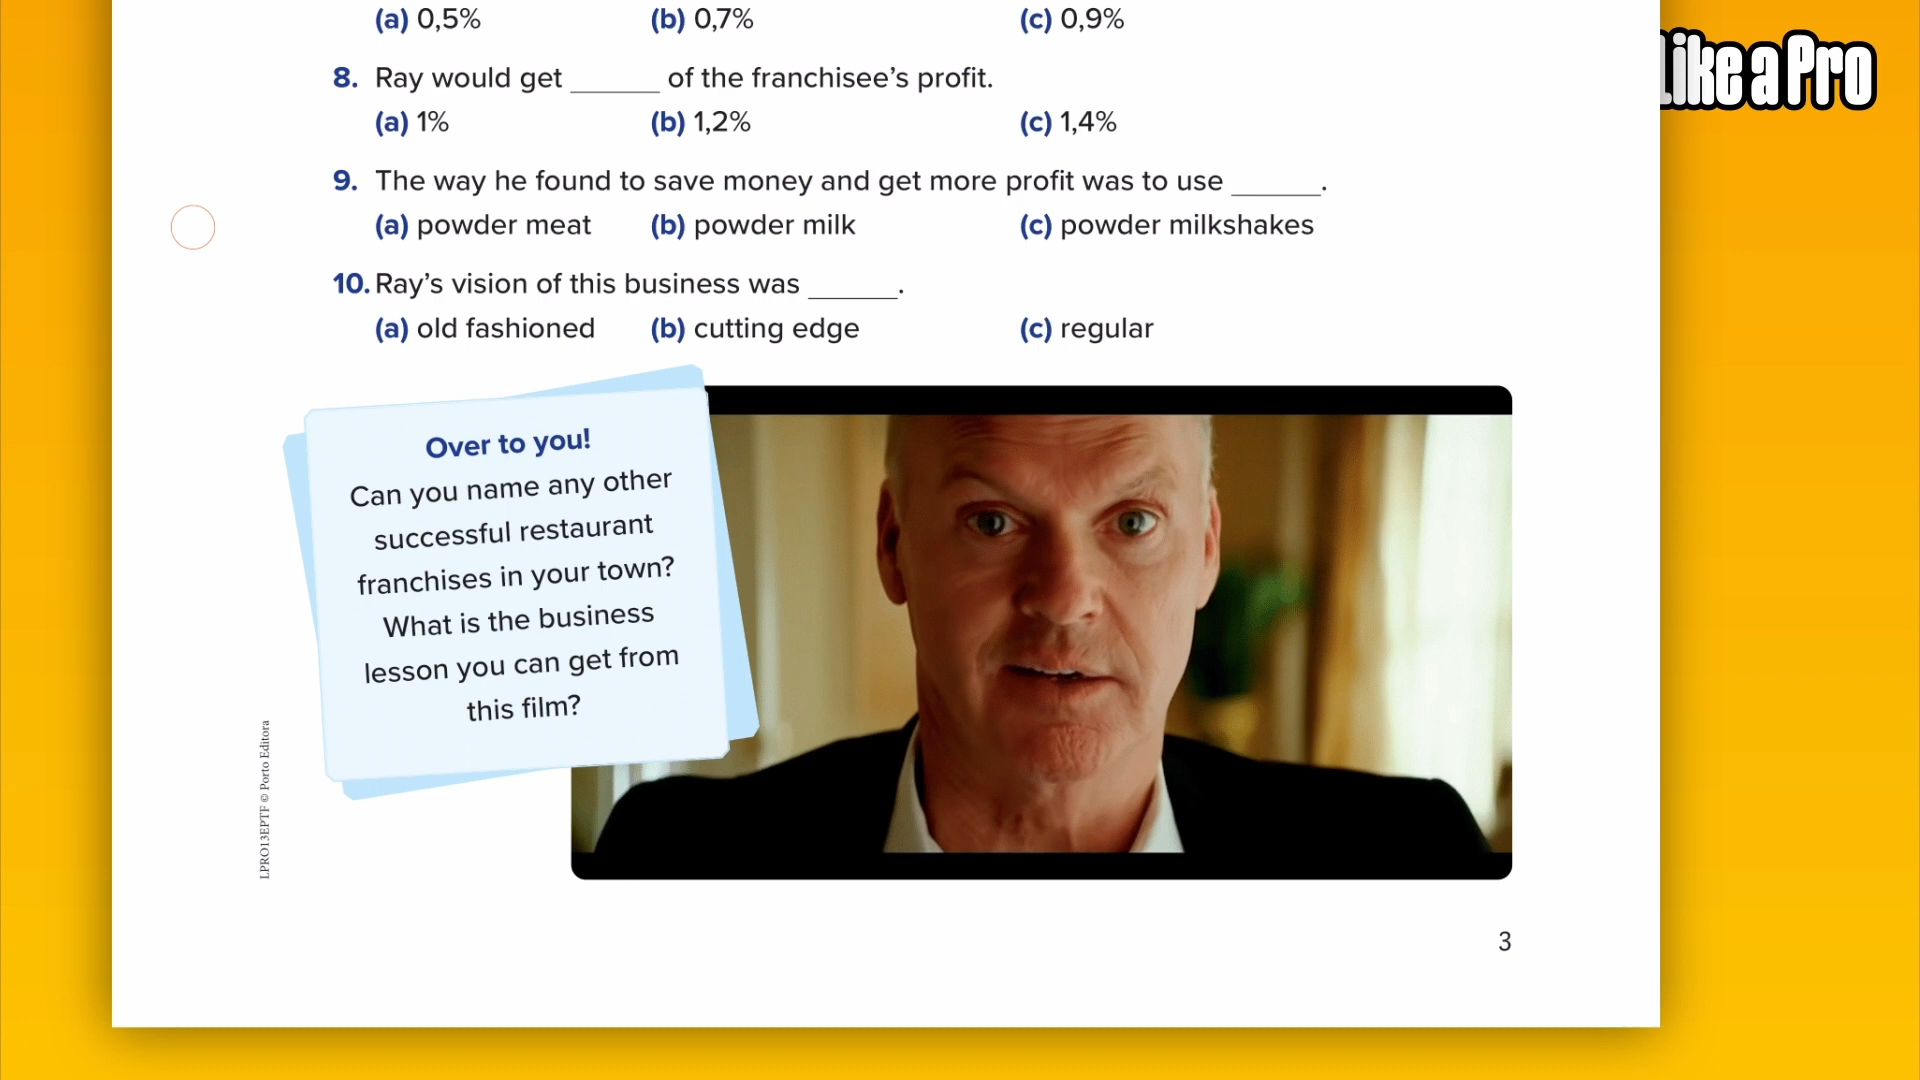 (a) 0,5% (b) 0,7% (c) 0,9%
Like a Pro
8. Ray would get ______ of the franchisee’s profit.
(a) 1% (b) 1,2% (c) 1,4%
9. The way he found to save money and get more profit was to use ______.
(a) powder meat (b) powder milk (c) powder milkshakes
10. Ray’s vision of this business was ______.
(a) old fashioned (b) cutting edge (c) regular
Over to you!
Can you name any other
successful restaurant
franchises in your town?
What is the business
lesson you can get from
this film?
LPRO13EPTF © Porto Editora
3